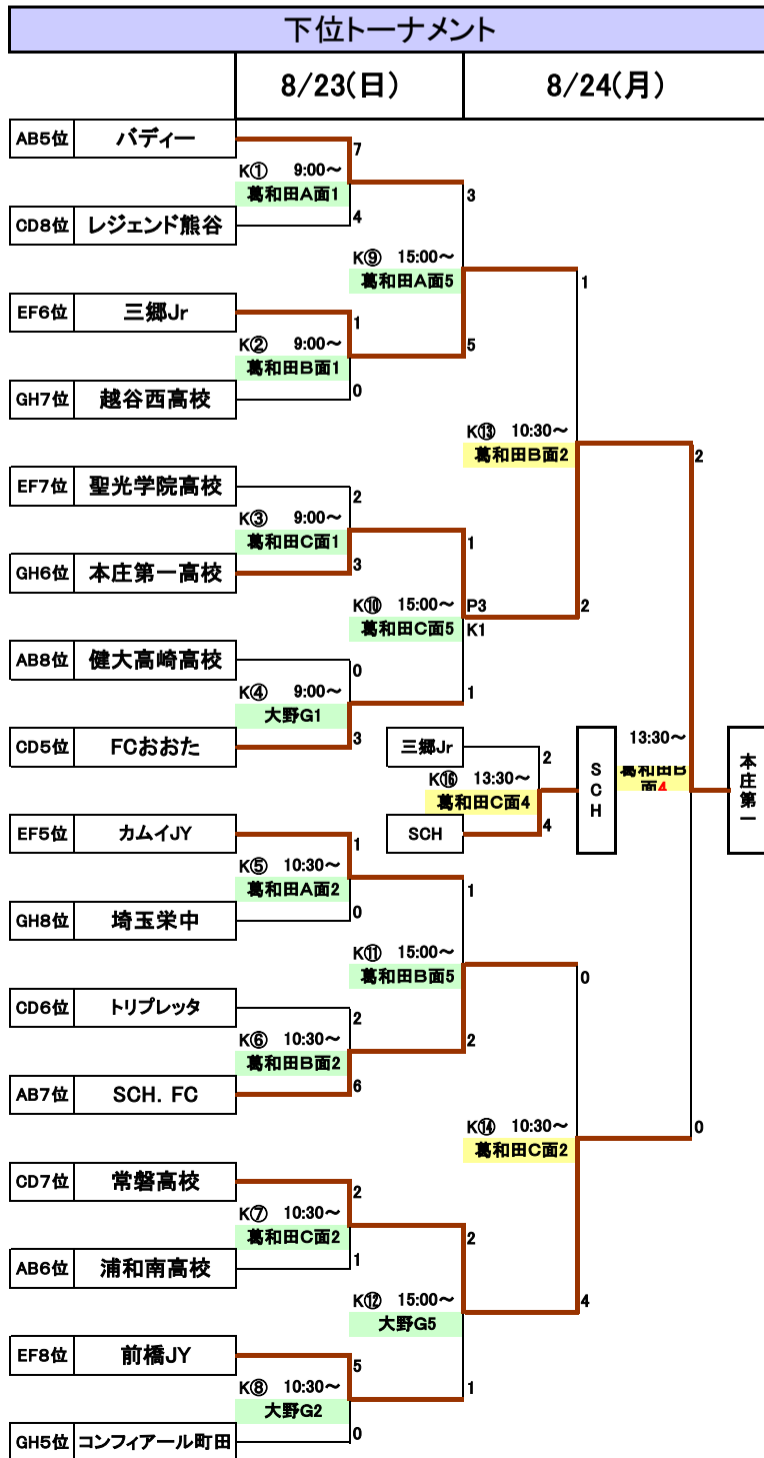 下位トーナメント
8/23(日)
8/24(月)
AB5位 バディー
7
K① 9:00～
葛和田A面1
3
CD8位 レジェンド熊谷
4
K⑨ 15:00～
葛和田A面5
1
EF6位 三郷Jr
1
K② 9:00～
葛和田B面1
5
GH7位 越谷西高校
0
K⑬ 10:30～
葛和田B面2
2
EF7位 聖光学院高校
2
K③ 9:00～
葛和田C面1
1
GH6位 本庄第一高校
3
K⑩ 15:00～
葛和田C面5
P3
K1
2
AB8位 健大高崎高校
0
K④ 9:00～
大野G1
1
CD5位 FCおおた
3
三郷Jr
2
K⑯ 13:30～
葛和田C面4
SCH
4
SCH
13:30～
葛和田B
面4
本庄第一
EF5位 カムイJY
1
K⑤ 10:30～
葛和田A面2
1
GH8位 埼玉栄中
0
K⑪ 15:00～
葛和田B面5
0
CD6位 トリプレッタ
2
K⑥ 10:30～
葛和田B面2
2
AB7位 SCH. FC
6
K⑭ 10:30～
葛和田C面2
0
CD7位 常磐高校
2
K⑦ 10:30～
葛和田C面2
2
AB6位 浦和南高校
1
K⑫ 15:00～
大野G5
4
EF8位 前橋JY
5
K⑧ 10:30～
大野G2
1
GH5位 コンフィアール町田
0